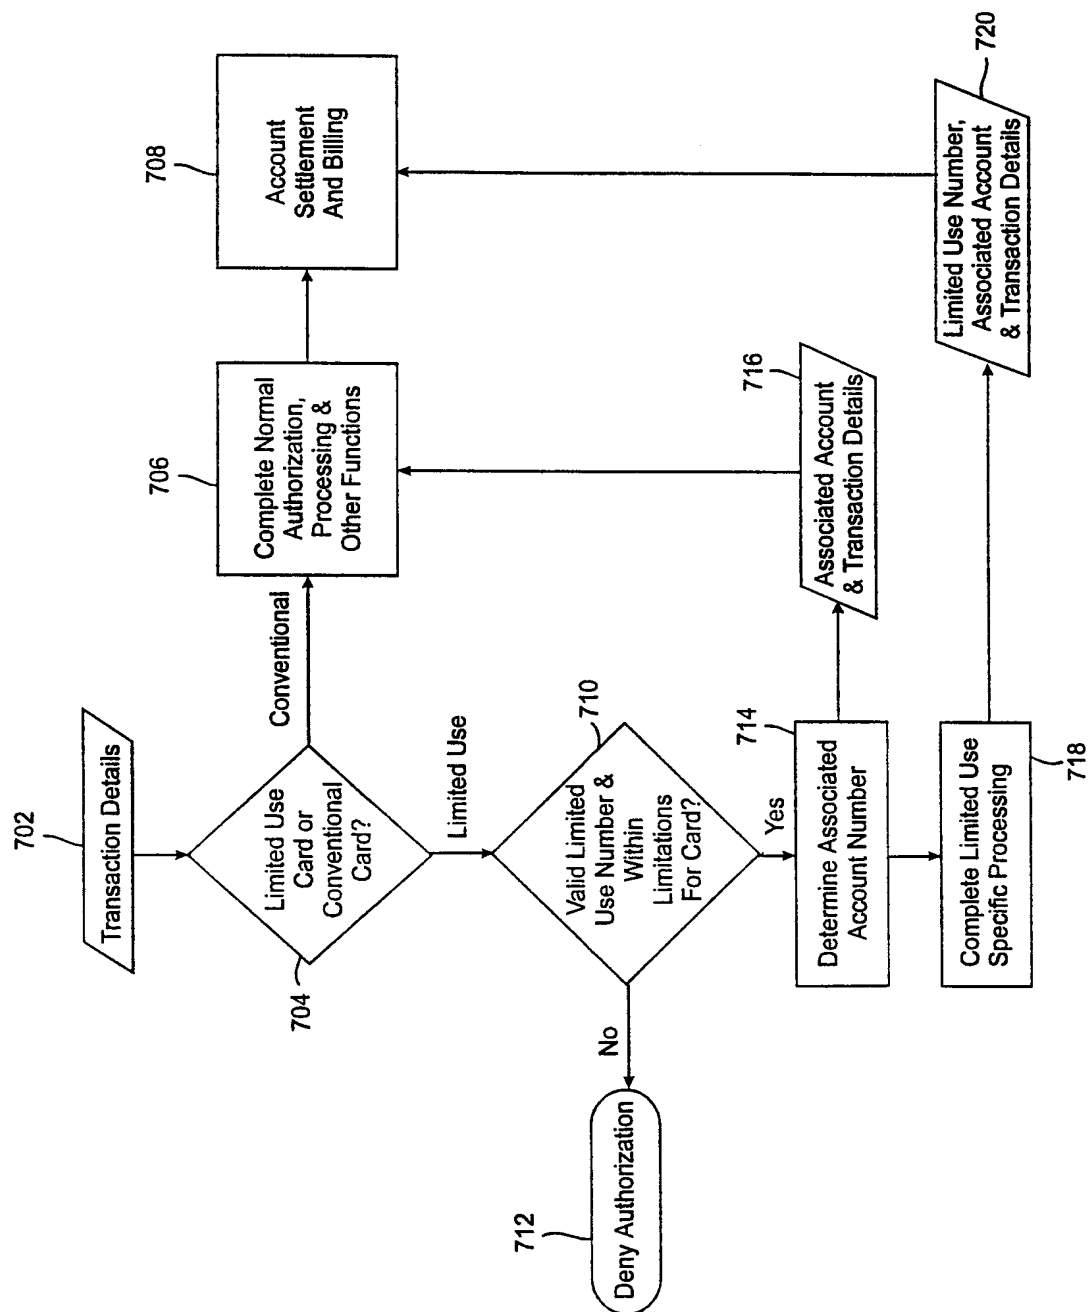 702
Transaction Details
704
Limited Use
Card or
Conventional
Card?
Conventional
706
Complete Normal
Authorization,
Processing &
Other Functions
708
Account
Settlement
And Billing
Limited Use
710
Valid Limited
Use Number &
Within
Limitations
For Card?
No
712
Deny Authorization
Yes
714
Determine Associated
Account Number
716
Associated Account
& Transaction Details
718
Complete Limited Use
Specific Processing
720
Limited Use Number,
Associated Account
& Transaction Details